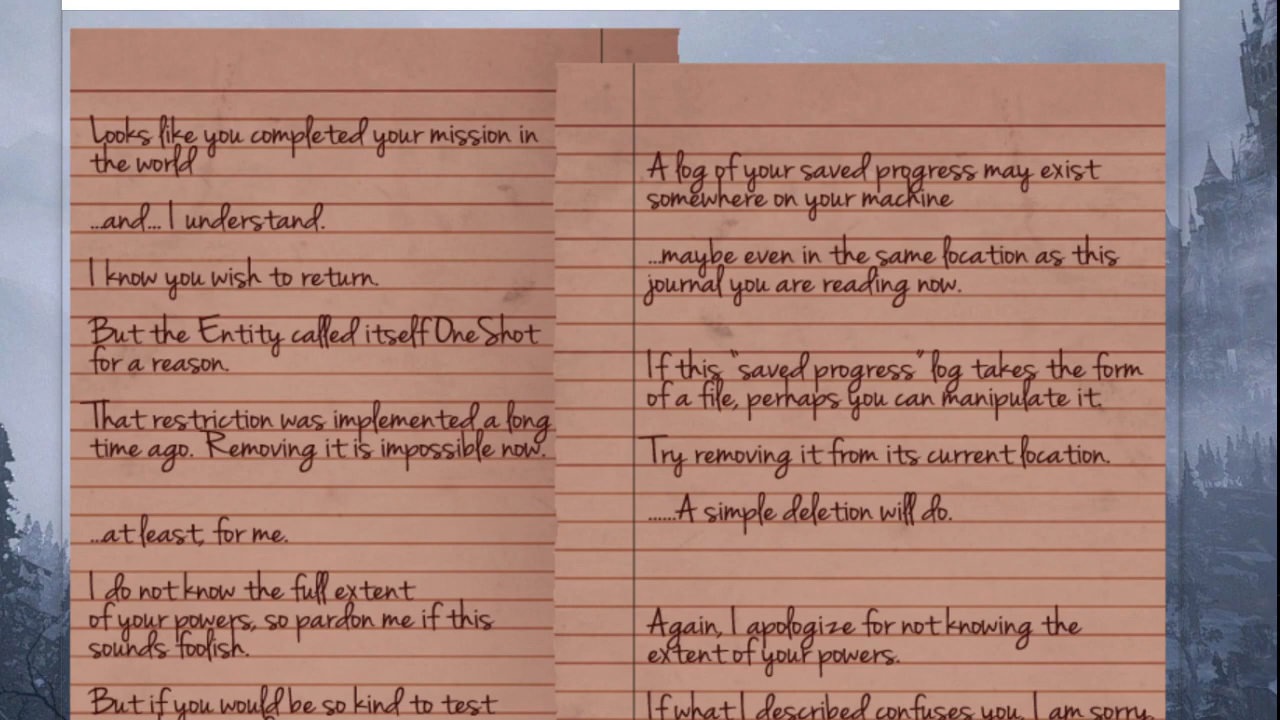 Looks like you completed your mission in
the world
...and... I understand.
I know you wish to return.
But the Entity called itself OneShot
for a reason.
That restriction was implemented a long
time ago. Removing it is impossible now.
...at least, for me.
I do not know the full extent
of your powers, so pardon me if this
sounds foolish.
But if you would be so kind to test
A log of your saved progress may exist
somewhere on your machine
...maybe even in the same location as this
journal you are reading now.
If this "saved progress" log takes the form
of a file, perhaps you can manipulate it.
Try removing it from its current location.
......A simple deletion will do.
Again, I apologize for not knowing the
extent of your powers.
If what I described confuses you, I am sorry.